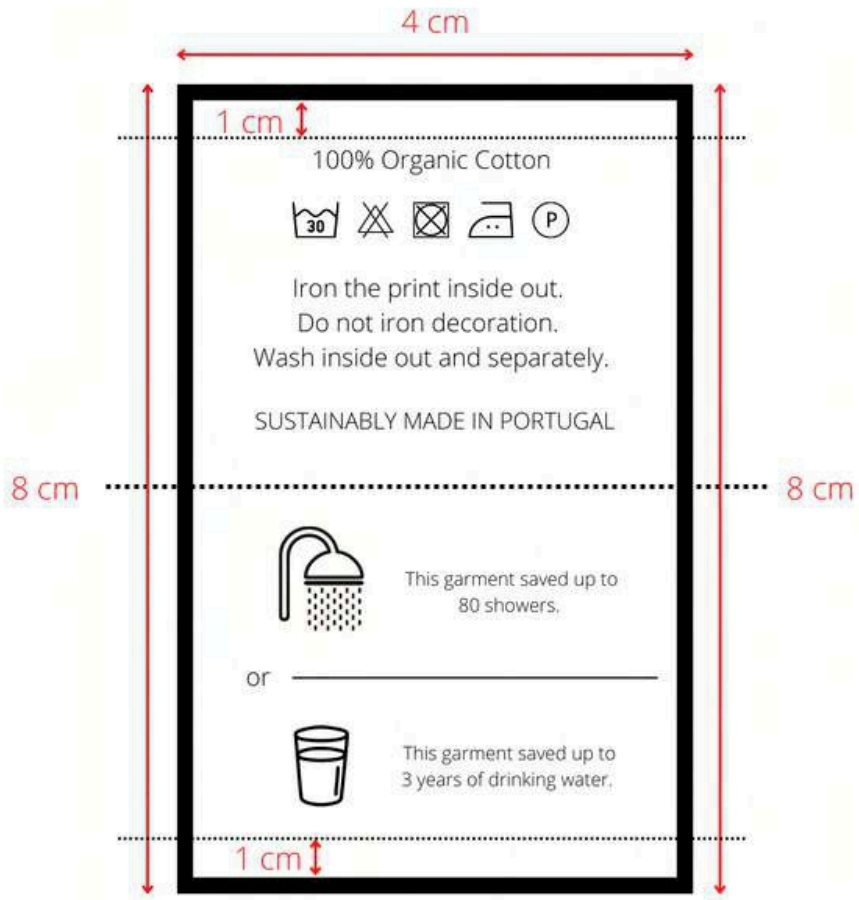 4 cm
1 cm
100% Organic Cotton
30
P
Iron the print inside out.
Do not iron decoration.
Wash inside out and separately.
SUSTAINABLY MADE IN PORTUGAL
8 cm
8 cm
This garment saved up to
80 showers.
or
This garment saved up to
3 years of drinking water.
1 cm